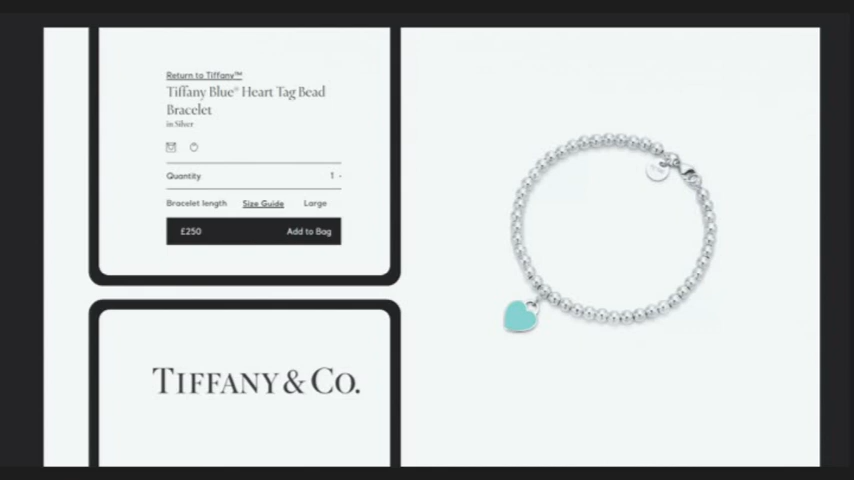 Return to Tiffany™
Tiffany Blue® Heart Tag Bead
Bracelet
in Silver
Quantity 1
Bracelet length Size Guide Large
£250 Add to Bag
TIFFANY & CO.